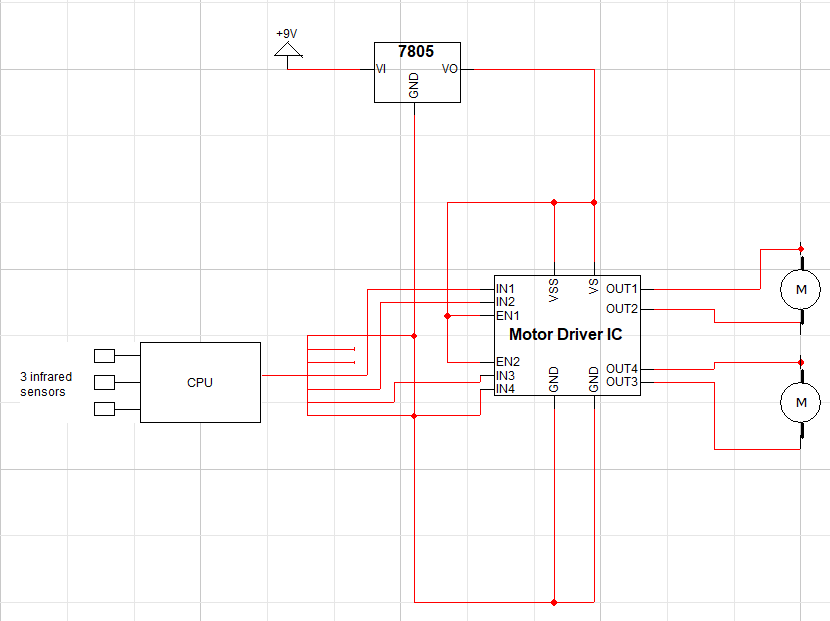 +9V
7805
VI
VO
GND
IN1
IN2
EN1
VSS
VS
OUT1
OUT2
Motor Driver IC
EN2
IN3
IN4
GND
GND
OUT4
OUT3
M
M
3 infrared
sensors
CPU